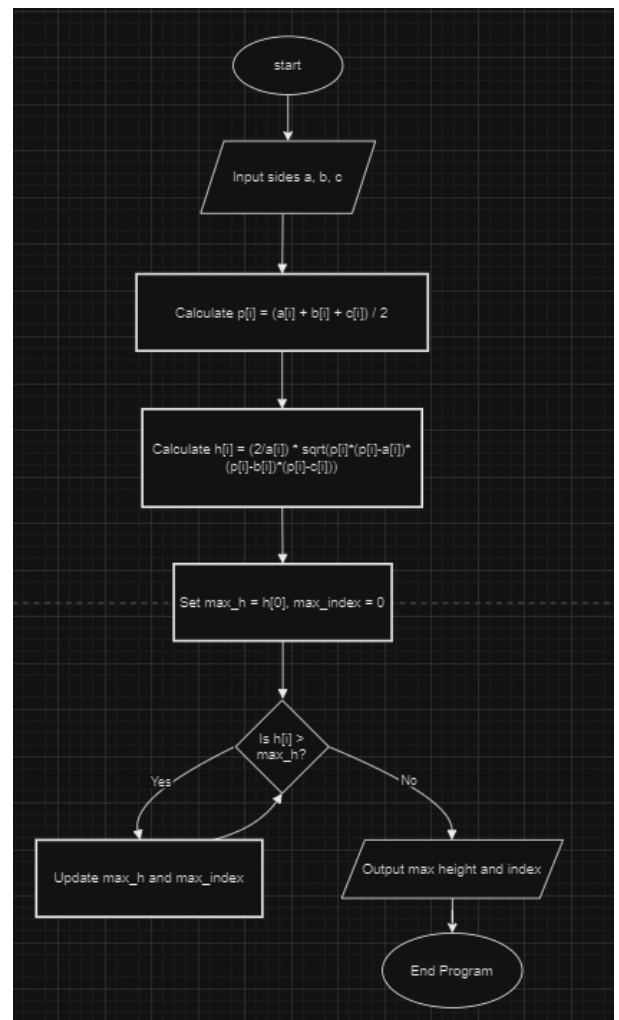 start
Input sides a, b, c
Calculate p[i] = (a[i] + b[i] + c[i]) / 2
Calculate h[i] = (2/a[i]) * sqrt(p[i]*(p[i]-a[i])*
(p[i]-b[i])*(p[i]-c[i]))
Set max_h = h[0], max_index = 0
Is h[i] >
max_h?
Yes
No
Update max_h and max_index
Output max height and index
End Program